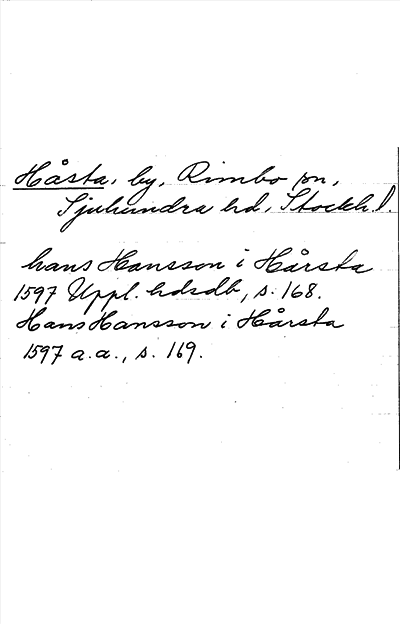 Håsta, by, Rimbo sn,
Sjuhundra hd, Stockh. l.
hans Hansson i Hårsta
1597 Uppl. hdsdb, s. 168.
Hans Hansson i Hårsta
1597 a.a., s. 169.